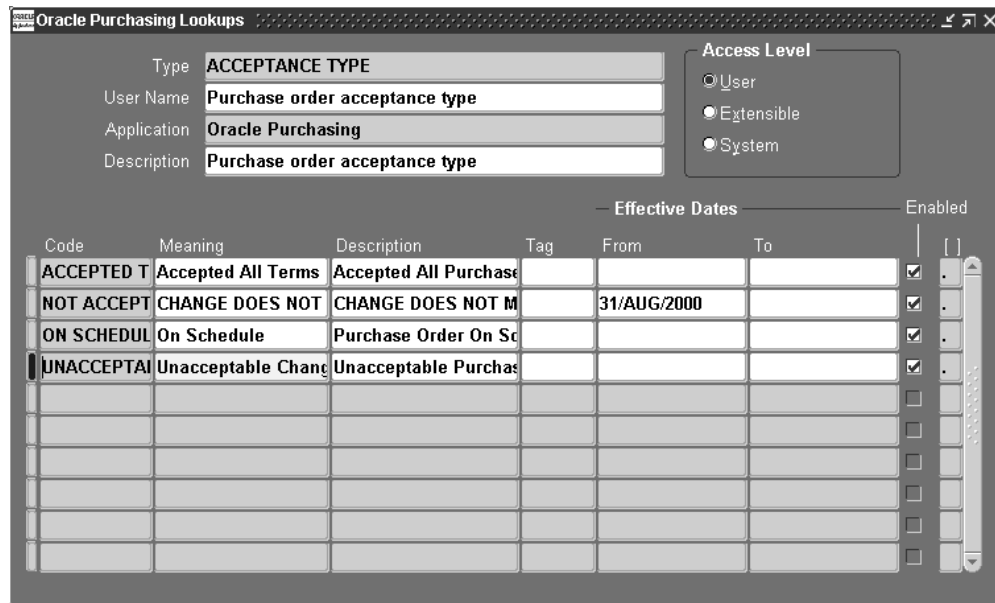 Oracle Purchasing Lookups
Type ACCEPTANCE TYPE
User Name Purchase order acceptance type
Application Oracle Purchasing
Description Purchase order acceptance type
Access Level
User
Extensible
System
Effective Dates Enabled
Code Meaning Description Tag From To [ ]
ACCEPTED T Accepted All Terms Accepted All Purchase .
NOT ACCEPT CHANGE DOES NOT CHANGE DOES NOT M 31/AUG/2000 .
ON SCHEDUL On Schedule Purchase Order On Sc .
UNACCEPTAI Unacceptable Chang Unacceptable Purchas .